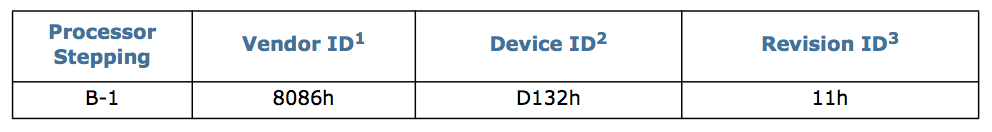 Processor
Stepping
Vendor ID1
Device ID2
Revision ID3
B-1
8086h
D132h
11h